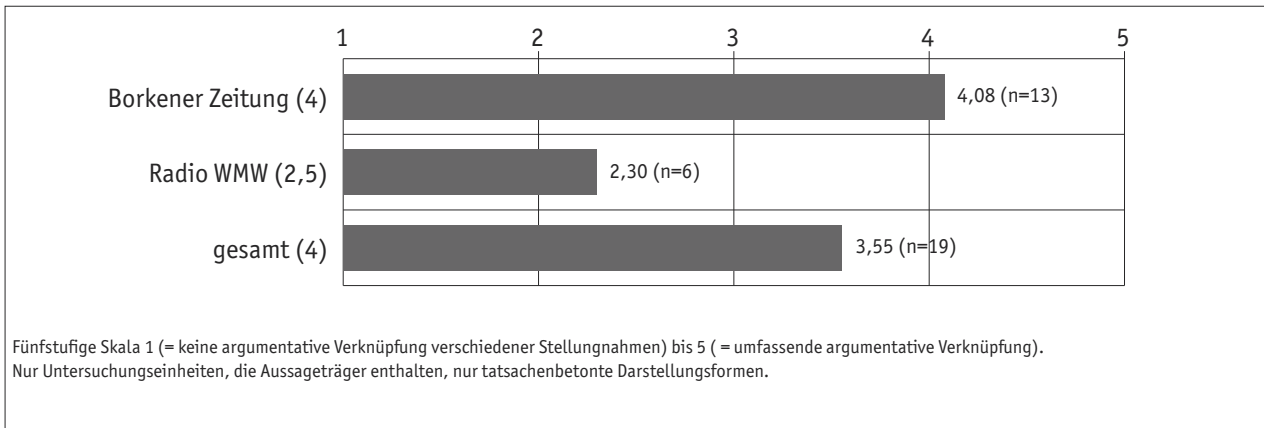 1 2 3 4 5
Borkener Zeitung (4) 4,08 (n=13)
Radio WMW (2,5) 2,30 (n=6)
gesamt (4) 3,55 (n=19)
Fünfstufige Skala 1 (= keine argumentative Verknüpfung verschiedener Stellungnahmen) bis 5 ( = umfassende argumentative Verknüpfung).
Nur Untersuchungseinheiten, die Aussageträger enthalten, nur tatsachenbetonte Darstellungsformen.